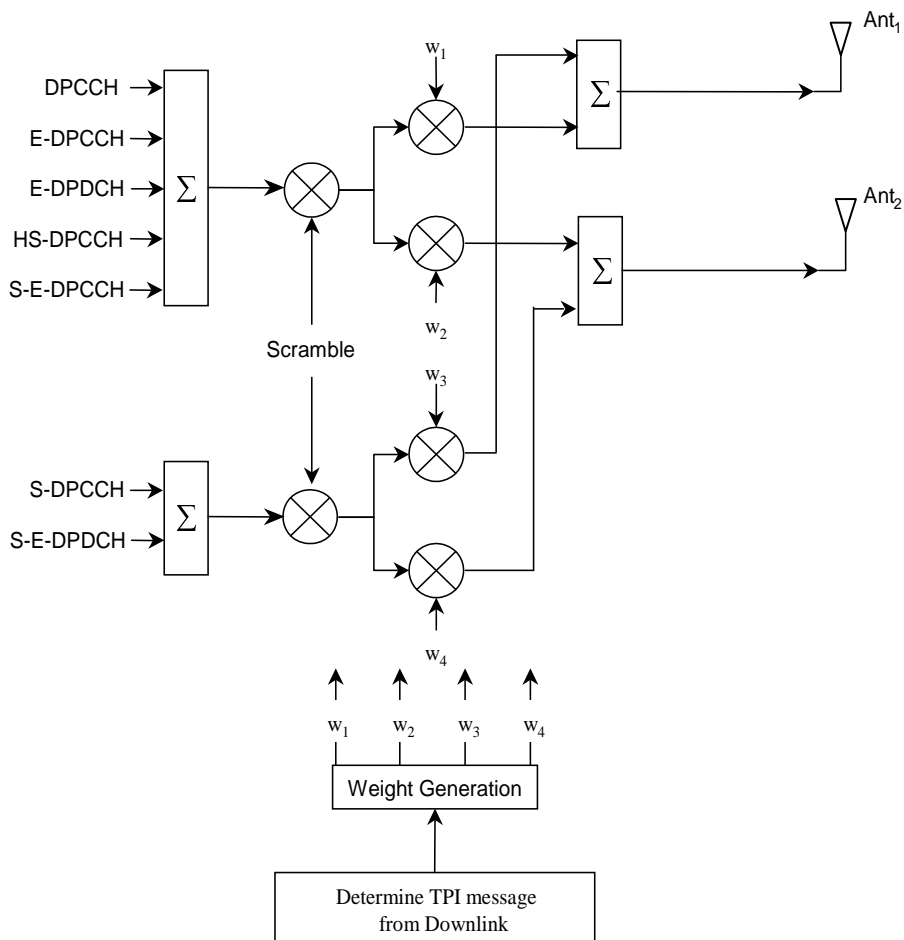 Ant₁
w₁
DPCCH
Σ
E-DPCCH
E-DPDCH
Σ
HS-DPCCH
S-E-DPCCH
Ant₂
Σ
w₂
Scramble
w₃
S-DPCCH
Σ
S-E-DPDCH
w₄
w₁ w₂ w₃ w₄
Weight Generation
Determine TPI message
from Downlink